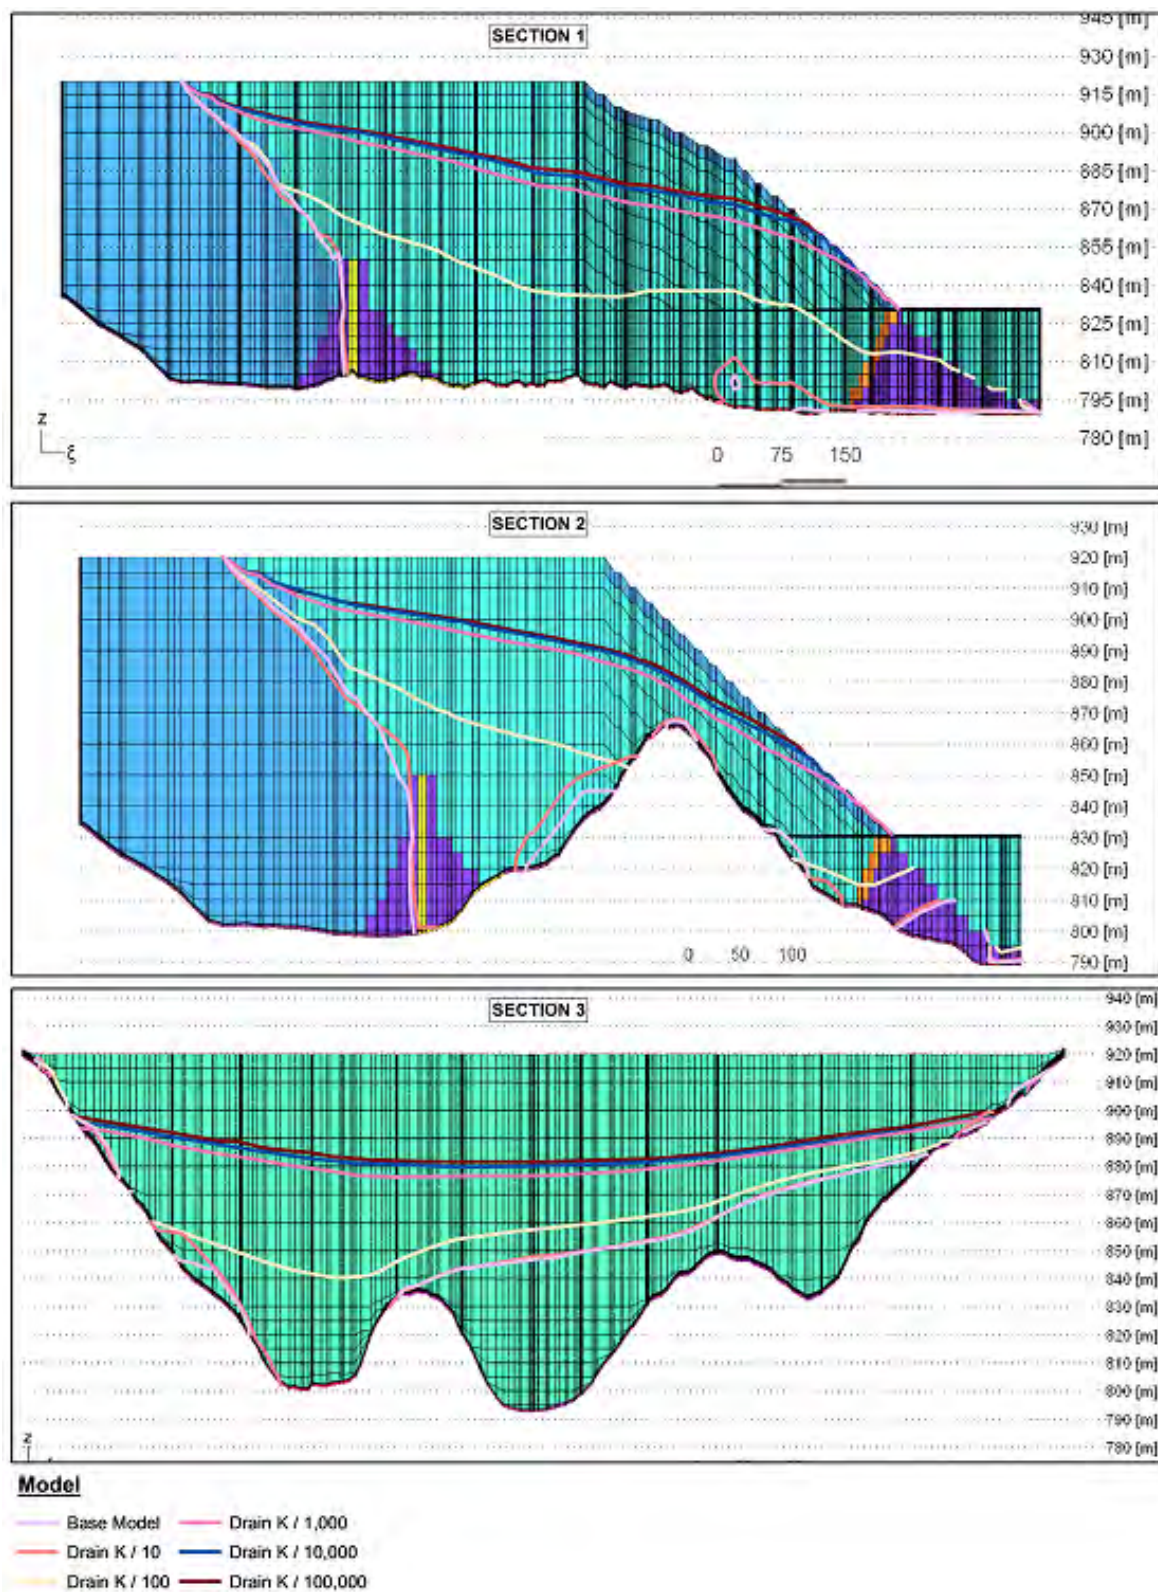 SECTION 1
945 [m]
930 [m]
915 [m]
900 [m]
885 [m]
870 [m]
855 [m]
840 [m]
825 [m]
810 [m]
795 [m]
780 [m]
z
ξ
0 75 150
SECTION 2
930 [m]
920 [m]
910 [m]
900 [m]
890 [m]
880 [m]
870 [m]
860 [m]
850 [m]
840 [m]
830 [m]
820 [m]
810 [m]
800 [m]
790 [m]
0 50 100
SECTION 3
940 [m]
930 [m]
920 [m]
910 [m]
900 [m]
890 [m]
880 [m]
870 [m]
860 [m]
850 [m]
840 [m]
830 [m]
820 [m]
810 [m]
800 [m]
790 [m]
780 [m]
z
Model
Base Model
Drain K / 10
Drain K / 100
Drain K / 1,000
Drain K / 10,000
Drain K / 100,000